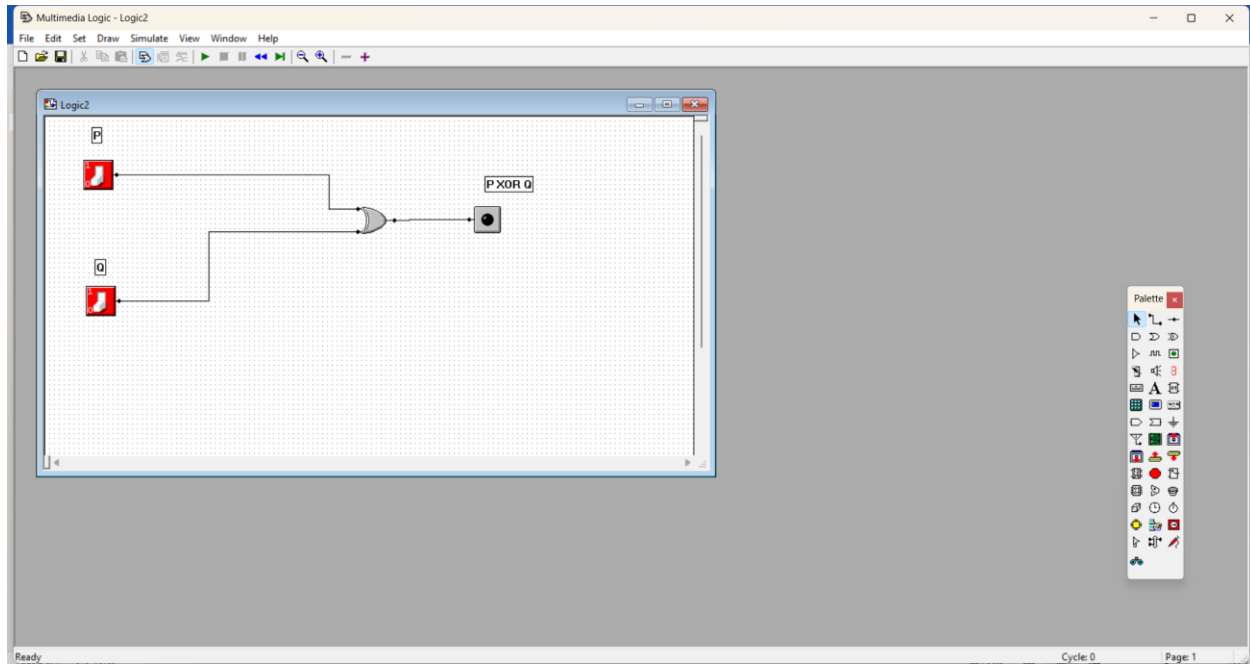 Multimedia Logic - Logic2
File Edit Set Draw Simulate View Window Help
Logic2
P
P XOR Q
Q
Palette
Ready
Cycle: 0
Page: 1